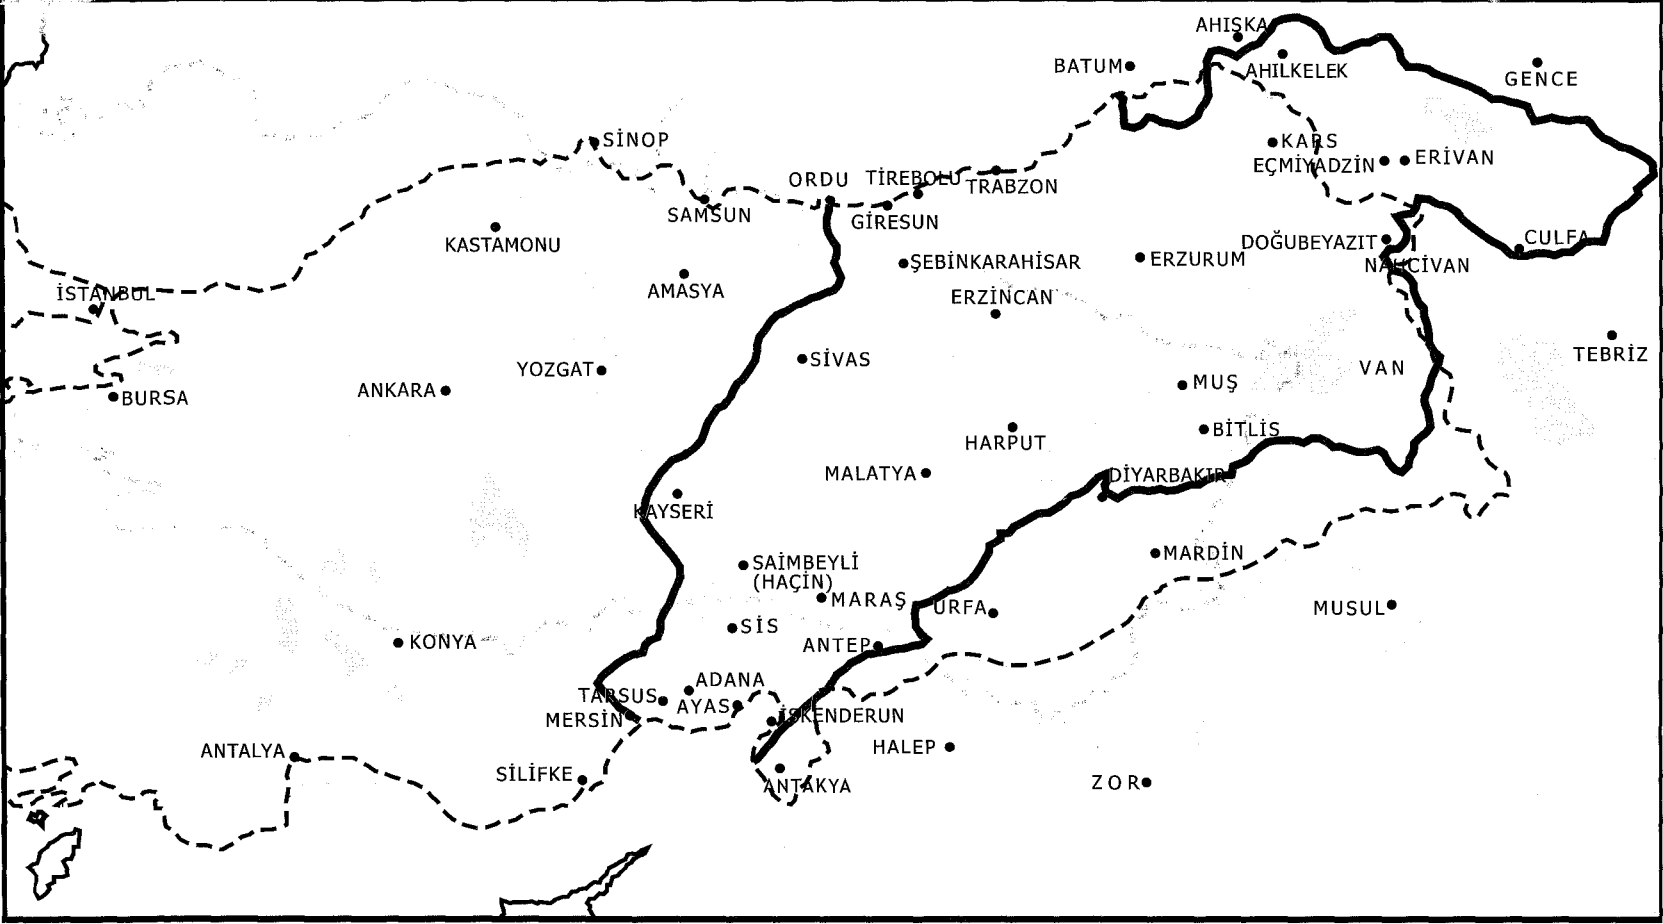 AHISKA
BATUM
AHILKELEK
GENCE
SİNOP
KARS
EÇMİYADZİN
ERİVAN
ORDU
TİREBOLU
TRABZON
SAMSUN
GİRESUN
KASTAMONU
DOĞUBEYAZIT
CULFA
ŞEBİNKARAHİSAR
ERZURUM
NAHCİVAN
AMASYA
ERZİNCAN
İSTANBUL
SİVAS
TEBRİZ
YOZGAT
VAN
MUŞ
ANKARA
BURSA
BİTLİS
HARPUT
MALATYA
DİYARBAKIR
KAYSERİ
MARDİN
SAİMBEYLİ
(HAÇİN)
MARAŞ
URFA
MUSUL
SİS
KONYA
ANTEP
ADANA
TARSUS
AYAS
MERSİN
İSKENDERUN
HALEP
ANTALYA
SİLİFKE
ANTAKYA
ZOR